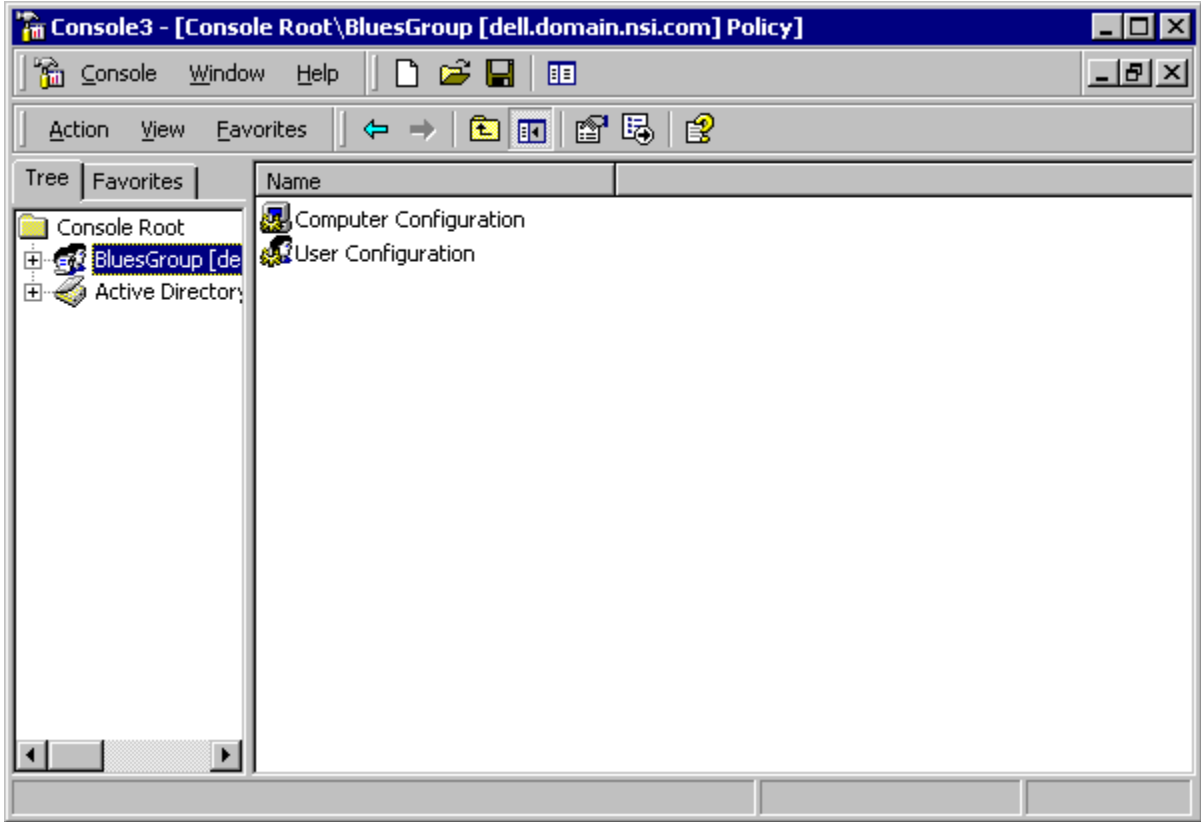 Console3 - [Console Root\BluesGroup [dell.domain.nsi.com] Policy]
Console Window Help
Action View Favorites
Tree Favorites Name
Console Root
BluesGroup [de
Active Directory
Computer Configuration
User Configuration